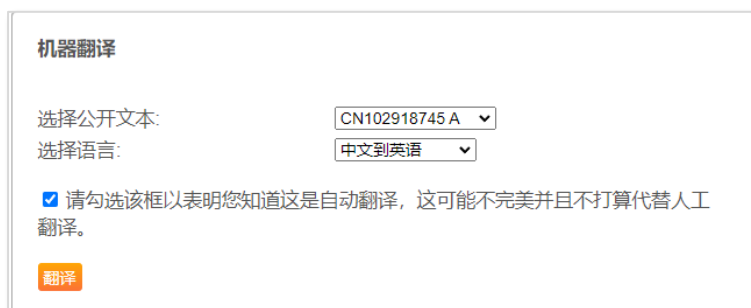 机器翻译
选择公开文本:
CN102918745 A
选择语言:
中文到英语
请勾选该框以表明您知道这是自动翻译，这可能不完美并且不打算代替人工
翻译。
翻译